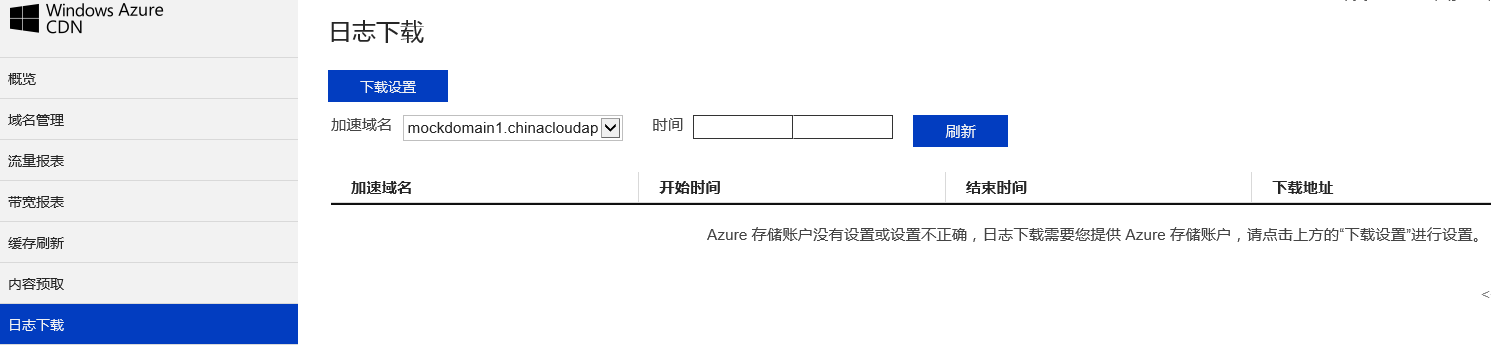 Windows Azure
CDN
概览
域名管理
流量报表
带宽报表
缓存刷新
内容预取
日志下载
日志下载
下载设置
加速域名 mockdomain1.chinacloudap 时间 刷新
加速域名 开始时间 结束时间 下载地址
Azure 存储账户没有设置或设置不正确，日志下载需要您提供 Azure 存储账户，请点击上方的“下载设置”进行设置。
<